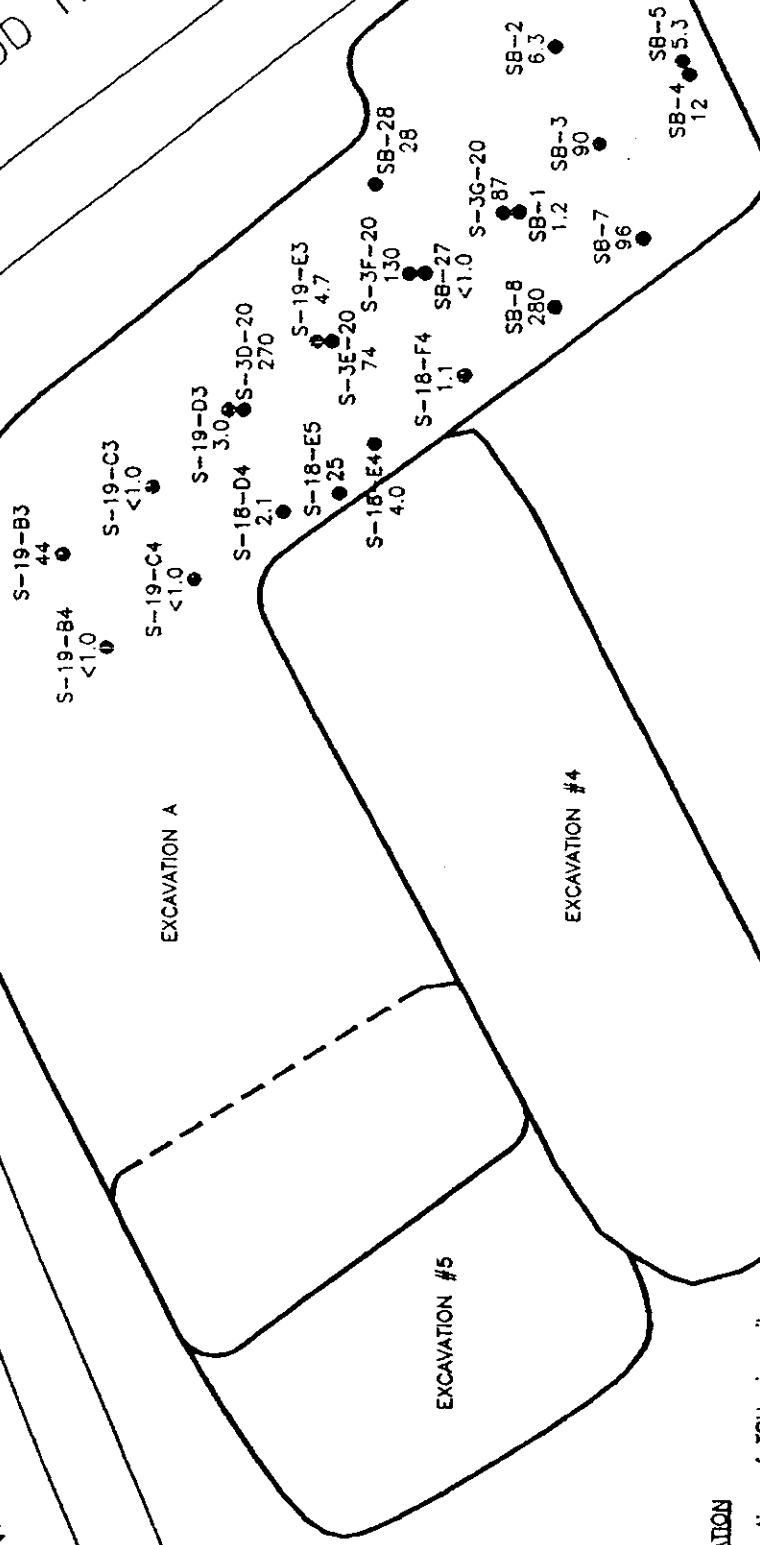 S-19-B3
44
S-19-B4
<1.0
S-19-C3
<1.0
S-19-C4
<1.0
S-19-D3
3.0
S-3D-20
270
S-18-D4
2.1
S-19-E3
4.7
S-3E-20
74
S-18-E5
25
S-18-E4
4.0
S-3F-20
130
SB-27
<1.0
S-18-F4
1.1
SB-28
28
S-3G-20
87
SB-1
1.2
SB-8
280
SB-7
96
SB-3
90
SB-2
6.3
SB-5
5.3
SB-4
12
EXCAVATION A
EXCAVATION #4
EXCAVATION #5